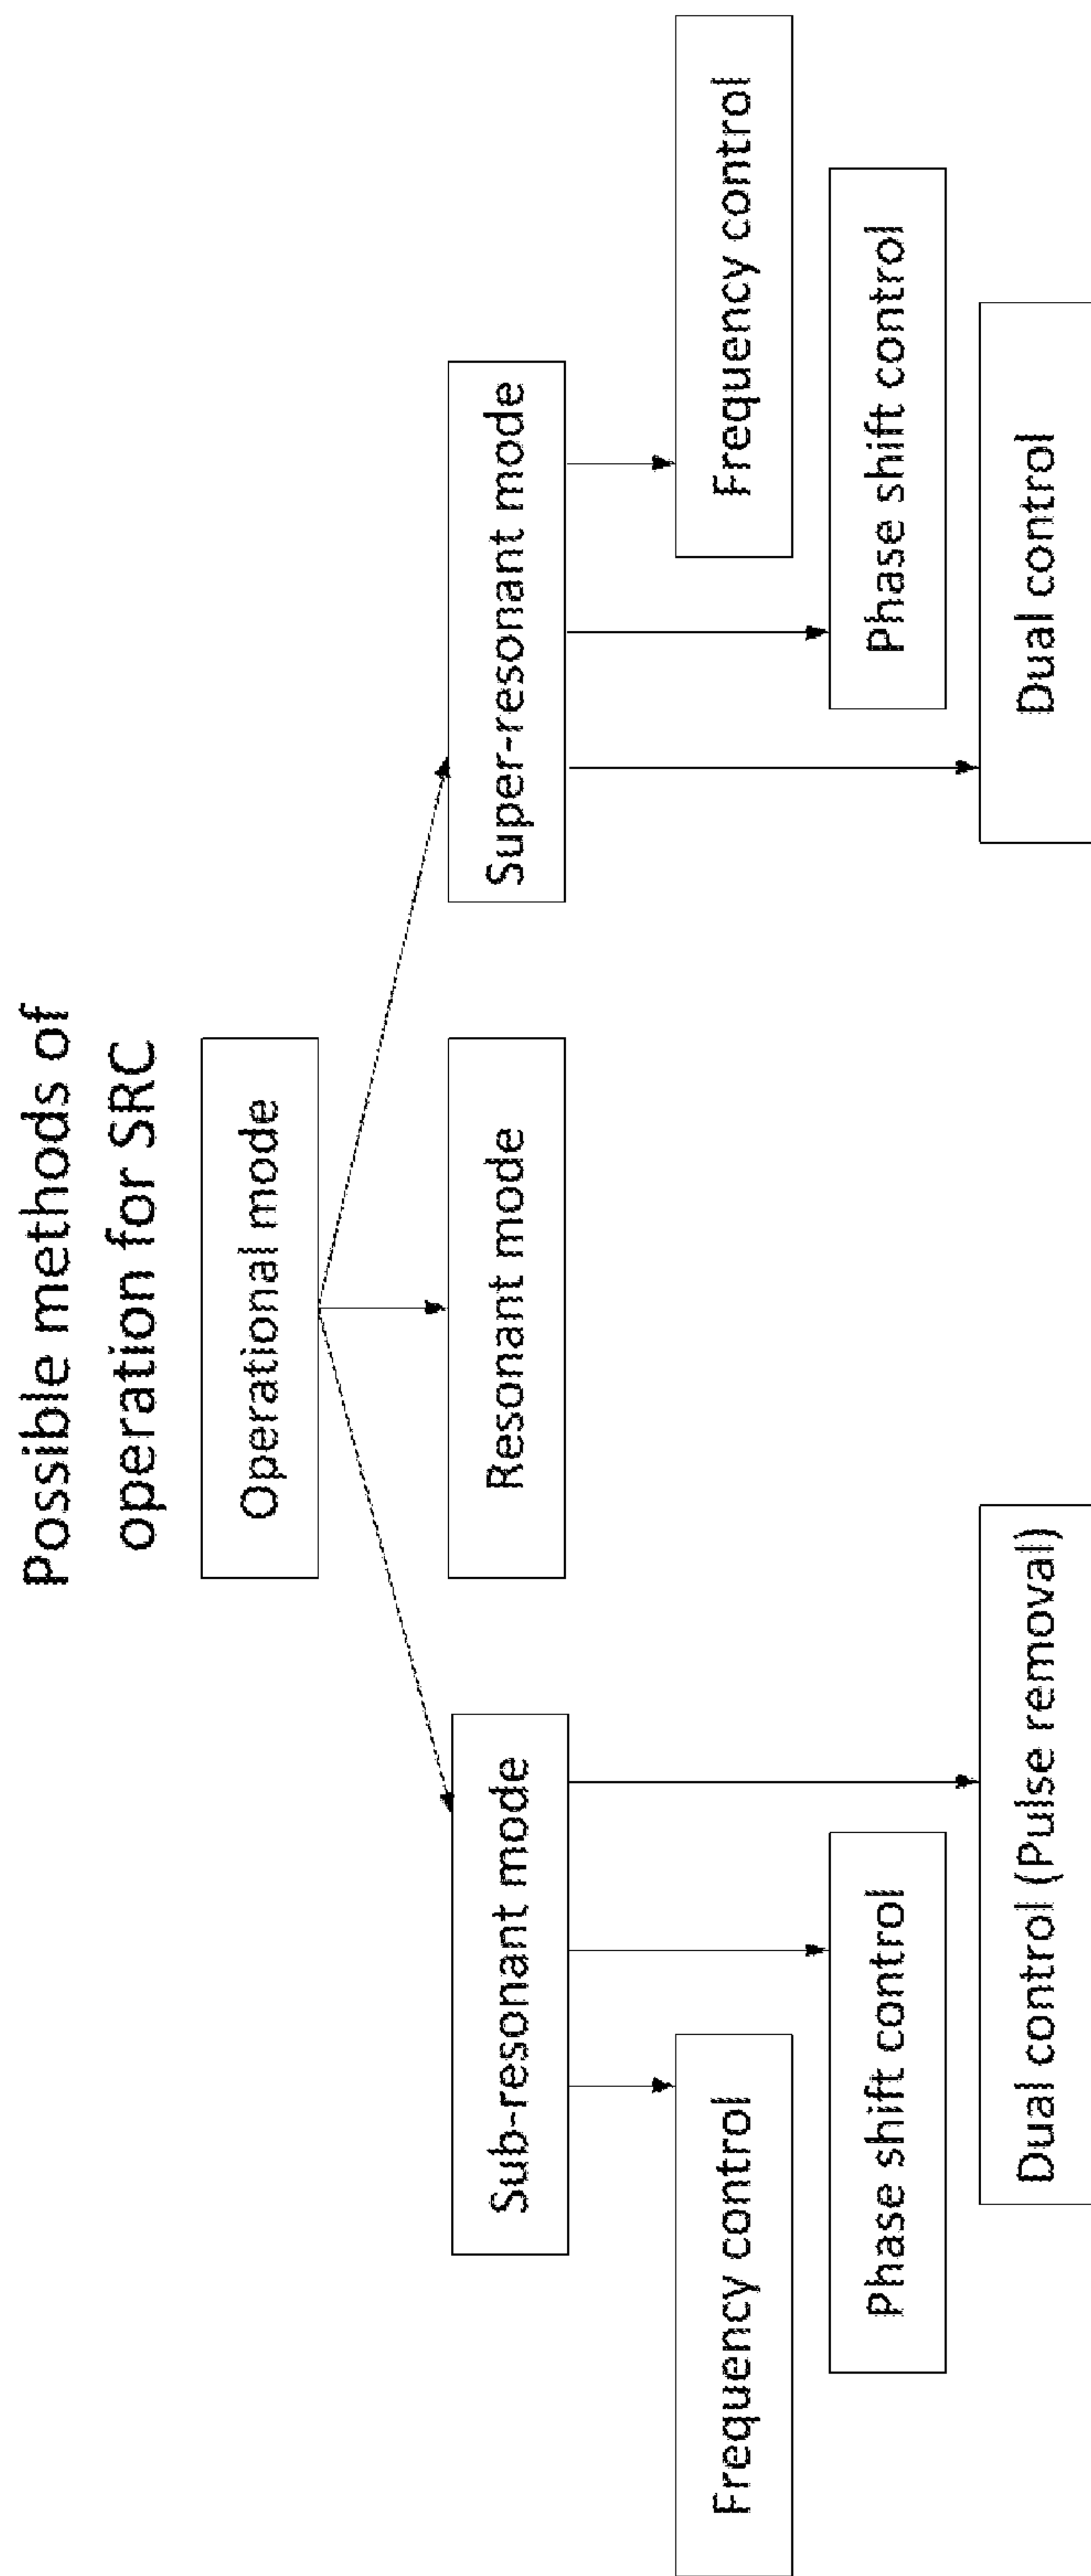 Possible methods of
operation for SRC
Operational mode
Sub-resonant mode
Resonant mode
Super-resonant mode
Frequency control
Phase shift control
Dual control (Pulse removal)
Frequency control
Phase shift control
Dual control